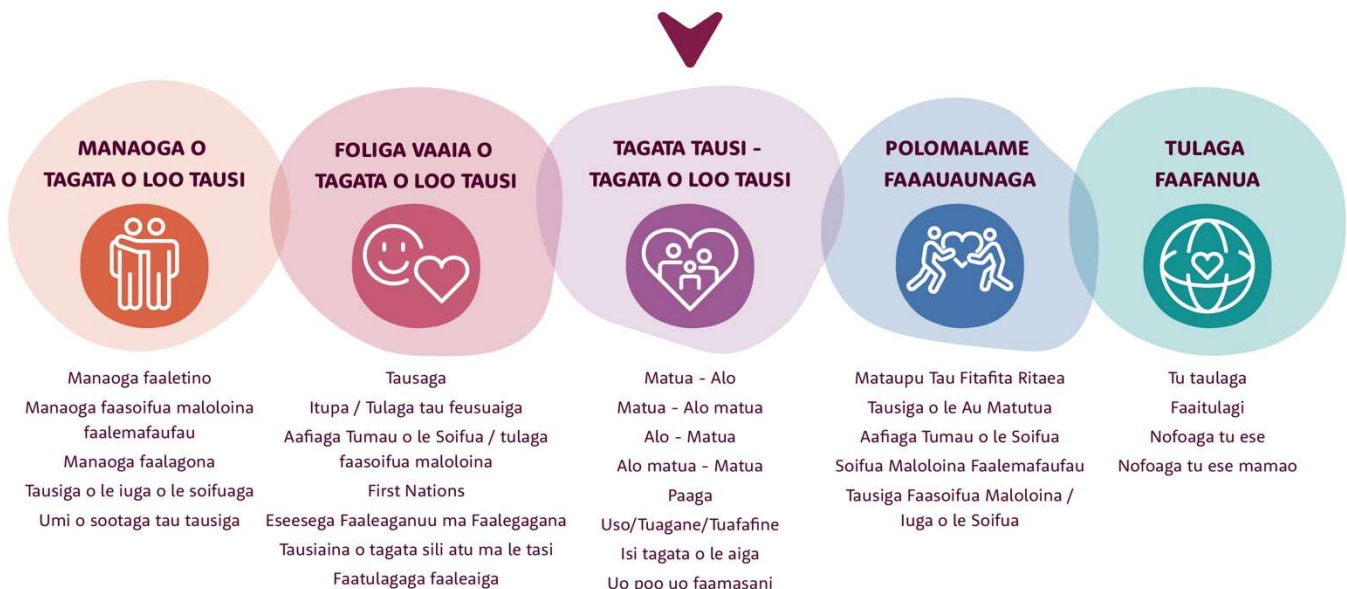 MANAOGA O
TAGATA O LOO TAUSI
Manaoga faaletino
Manaoga faasoifua maloloina
faalemafaufau
Manaoga faalagona
Tausiga o le iuga o le soifuaga
Umi o sootaga tau tausiga
FOLIGA VAAIA O
TAGATA O LOO TAUSI
Tausaga
Itupa / Tulaga tau feusuaiga
Aafiaga Tumau o le Soifua / tulaga
faasoifua maloloina
First Nations
Eseesega Faaleaganuu ma Faalegagana
Tausiaina o tagata sili atu ma le tasi
Faatulagaga faaleaiga
TAGATA TAUSI -
TAGATA O LOO TAUSI
Matua - Alo
Matua - Alo matua
Alo - Matua
Alo matua - Matua
Paaga
Uso/Tuagane/Tuafafine
Isi tagata o le aiga
Uo poo uo faamasani
POLOMALAME
FAAAUAUNAGA
Mataupu Tau Fitafita Ritaea
Tausiga o le Au Matutua
Aafiaga Tumau o le Soifua
Soifua Maloloina Faalemafaufau
Tausiga Faasoifua Maloloina /
Iuga o le Soifua
TULAGA
FAAFANUA
Tu taulaga
Faaitulagi
Nofoaga tu ese
Nofoaga tu ese mamao